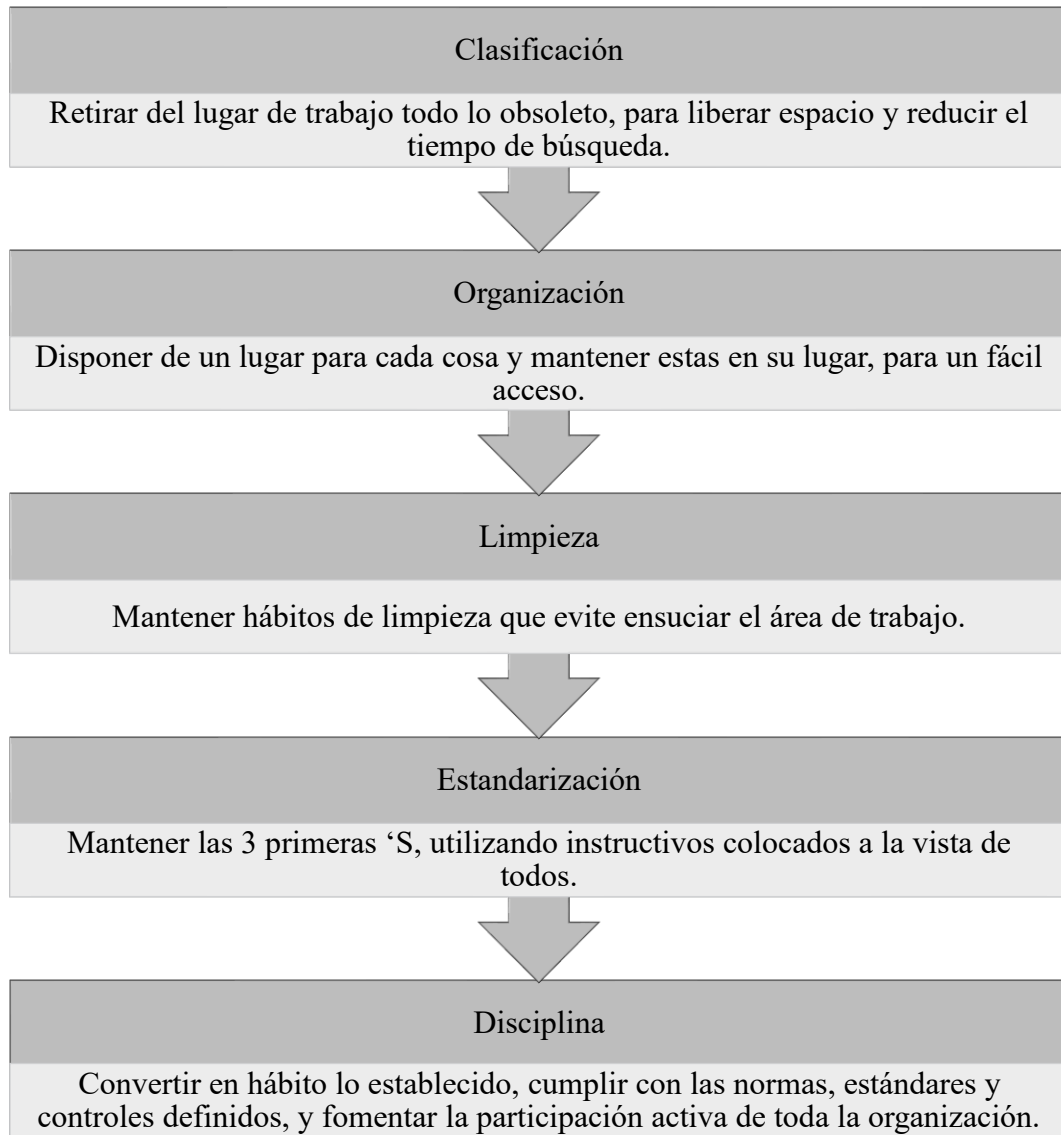 Clasificación
Retirar del lugar de trabajo todo lo obsoleto, para liberar espacio y reducir el
tiempo de búsqueda.
Organización
Disponer de un lugar para cada cosa y mantener estas en su lugar, para un fácil
acceso.
Limpieza
Mantener hábitos de limpieza que evite ensuciar el área de trabajo.
Estandarización
Mantener las 3 primeras ‘S, utilizando instructivos colocados a la vista de
todos.
Disciplina
Convertir en hábito lo establecido, cumplir con las normas, estándares y
controles definidos, y fomentar la participación activa de toda la organización.